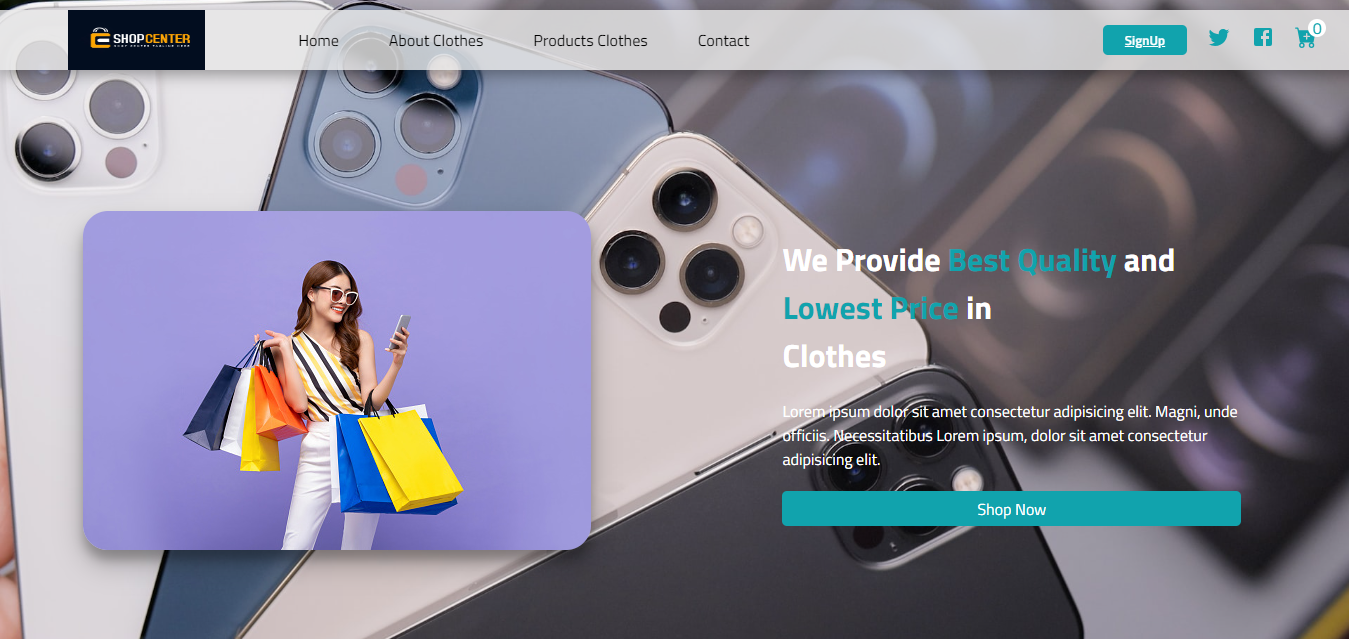 SHOPCENTER
Home
About Clothes
Products Clothes
Contact
SignUp
0
We Provide Best Quality and
Lowest Price in
Clothes
Lorem ipsum dolor sit amet consectetur adipisicing elit. Magni, unde
officiis. Necessitatibus Lorem ipsum, dolor sit amet consectetur
adipisicing elit.
Shop Now